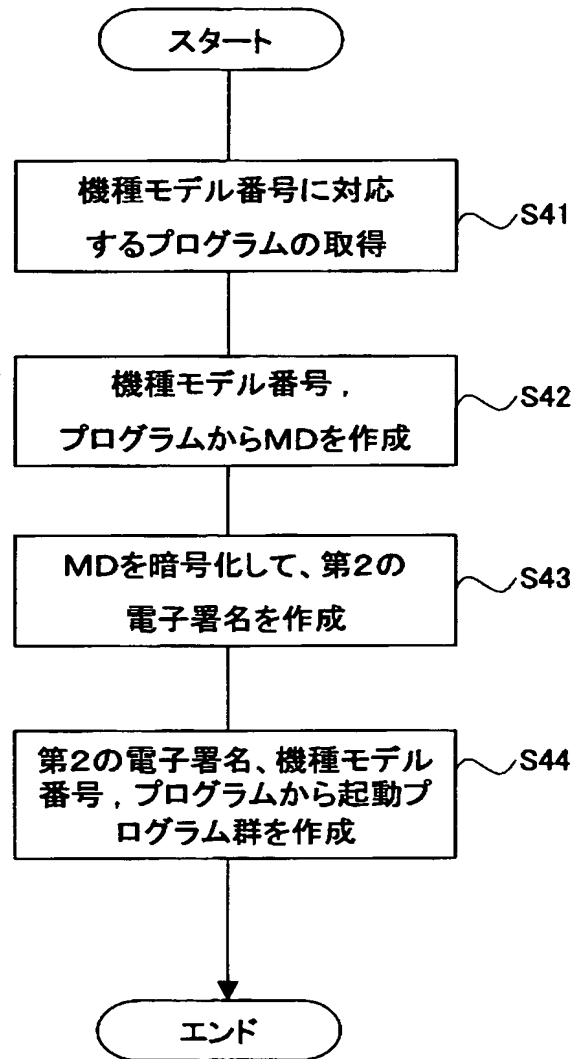 スタート
機種モデル番号に対応
するプログラムの取得
S41
機種モデル番号，
プログラムからMDを作成
S42
MDを暗号化して、第2の
電子署名を作成
S43
第2の電子署名、機種モデル
番号，プログラムから起動プ
ログラム群を作成
S44
エンド